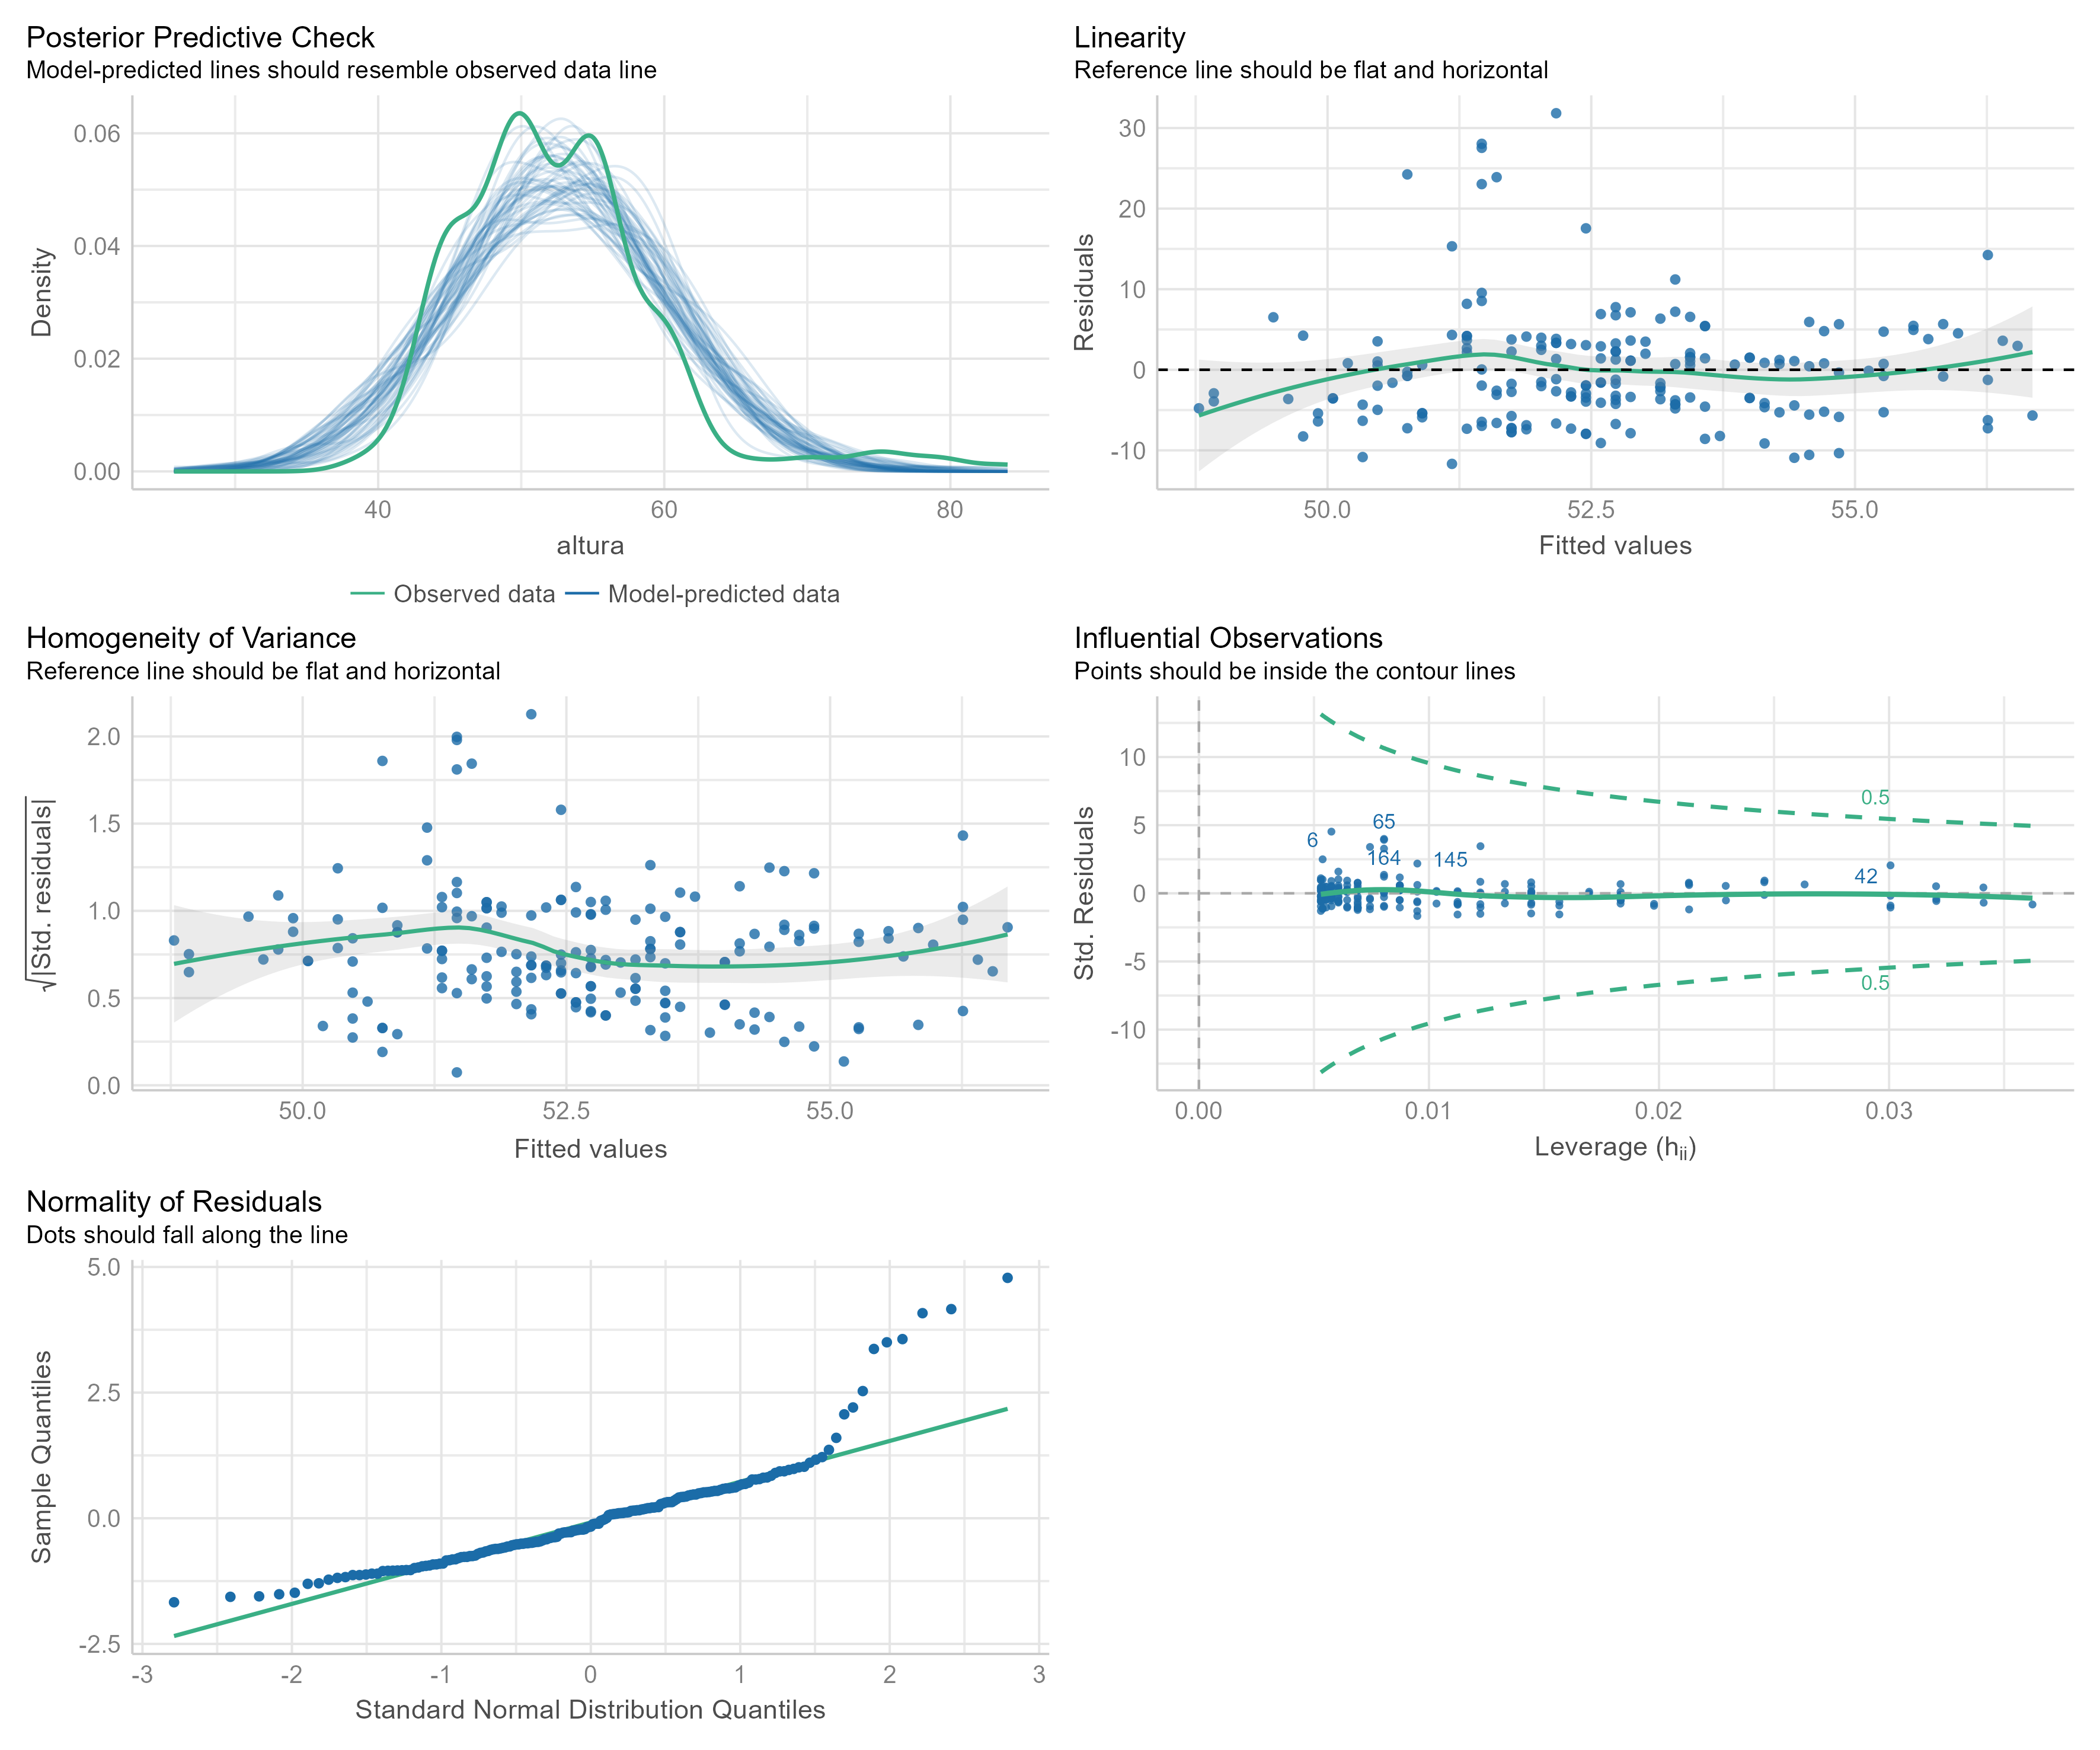 Posterior Predictive Check
Model-predicted lines should resemble observed data line
0.06
0.04
0.02
0.00
Density
40 60 80
altura
Observed data Model-predicted data
Linearity
Reference line should be flat and horizontal
30
20
10
0
-10
Residuals
50.0 52.5 55.0
Fitted values
Homogeneity of Variance
Reference line should be flat and horizontal
2.0
1.5
1.0
0.5
0.0
√|Std. residuals|
50.0 52.5 55.0
Fitted values
Influential Observations
Points should be inside the contour lines
10
5
0
-5
-10
Std. Residuals
0.5
65
6
164 145
42
0.5
0.00 0.01 0.02 0.03
Leverage (hii)
Normality of Residuals
Dots should fall along the line
5.0
2.5
0.0
-2.5
Sample Quantiles
-3 -2 -1 0 1 2 3
Standard Normal Distribution Quantiles